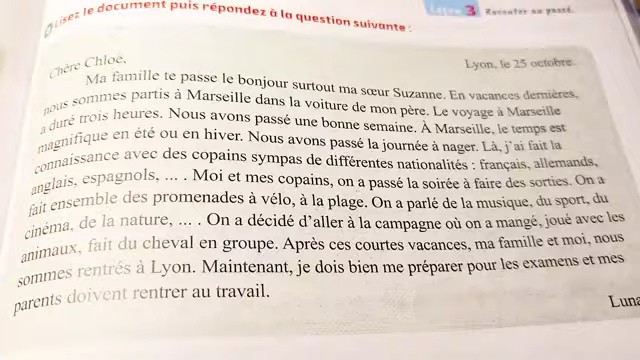 Leçon 3 Raconter au passé.
Lisez le document puis répondez à la question suivante :
Lyon, le 25 octobre.
Chère Chloe,
Ma famille te passe le bonjour surtout ma sœur Suzanne. En vacances dernières,
nous sommes partis à Marseille dans la voiture de mon père. Le voyage à Marseille
a duré trois heures. Nous avons passé une bonne semaine. À Marseille, le temps est
magnifique en été ou en hiver. Nous avons passé la journée à nager. Là, j'ai fait la
connaissance avec des copains sympas de différentes nationalités : français, allemands,
anglais, espagnols, ... . Moi et mes copains, on a passé la soirée à faire des sorties. On a
fait ensemble des promenades à vélo, à la plage. On a parlé de la musique, du sport, du
cinéma, de la nature, ... . On a décidé d'aller à la campagne où on a mangé, joué avec les
animaux, fait du cheval en groupe. Après ces courtes vacances, ma famille et moi, nous
sommes rentrés à Lyon. Maintenant, je dois bien me préparer pour les examens et mes
parents doivent rentrer au travail.
Luna